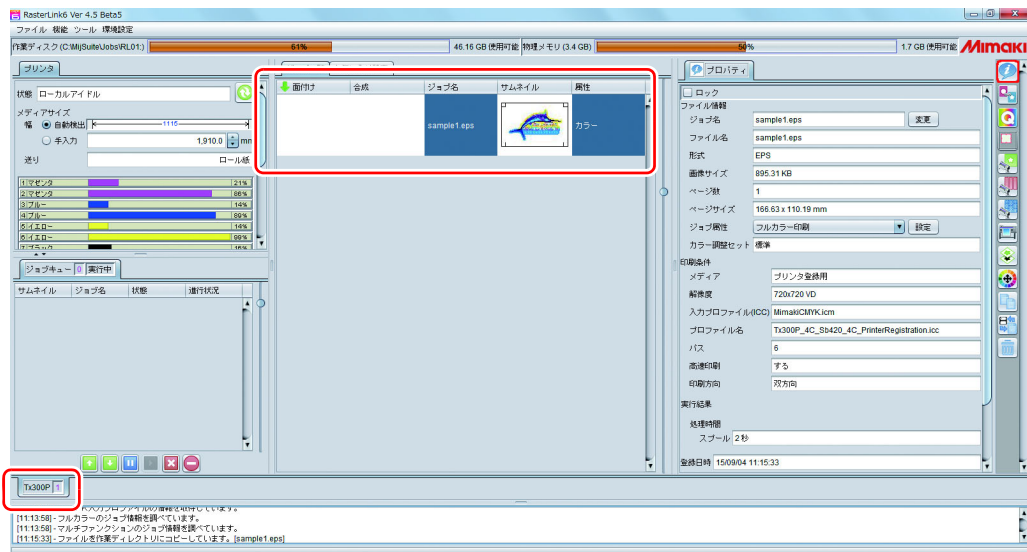 RasterLink6 Ver 4.5 Beta5
ファイル 機能 ツール 環境設定
作業ディスク (C:\MijSuite\Jobs\RL01:) 61% 46.16 GB 使用可能 物理メモリ (3.4 GB) 50% 1.7 GB 使用可能 Mimaki
プリンタ
状態 ローカルアイドル
メディアサイズ
幅 自動検出 1115
手入力 1,910.0 mm
送り ロール紙
1 マゼンタ 21%
2 マゼンタ 86%
3 ブルー 14%
4 ブルー 89%
5 イエロー 14%
6 イエロー 99%
7 ブラック 15%
ジョブキュー 0 実行中
サムネイル ジョブ名 状態 進行状況
面付け 合成 ジョブ名 サムネイル 属性
sample1.eps カラー
プロパティ
ロック
ファイル情報
ジョブ名 sample1.eps 変更
ファイル名 sample1.eps
形式 EPS
画像サイズ 895.31 KB
ページ数 1
ページサイズ 166.63 x 110.19 mm
ジョブ属性 フルカラー印刷 設定
カラー調整セット 標準
印刷条件
メディア プリンタ登録用
解像度 720x720 VD
入力プロファイル(ICC) MimakiCMYK.icm
プロファイル名 Tx300P_4C_Sb420_4C_PrinterRegistration.icc
パス 6
高速印刷 する
印刷方向 双方向
実行結果
処理時間
スプール 2 秒
登録日時 15/09/04 11:15:33
Tx300P 1
[11:13:58] - フルカラーのジョブ情報を調べています。
[11:13:58] - マルチファンクションのジョブ情報を調べています。
[11:15:33] - ファイルを作業ディレクトリにコピーしています。[sample1.eps]